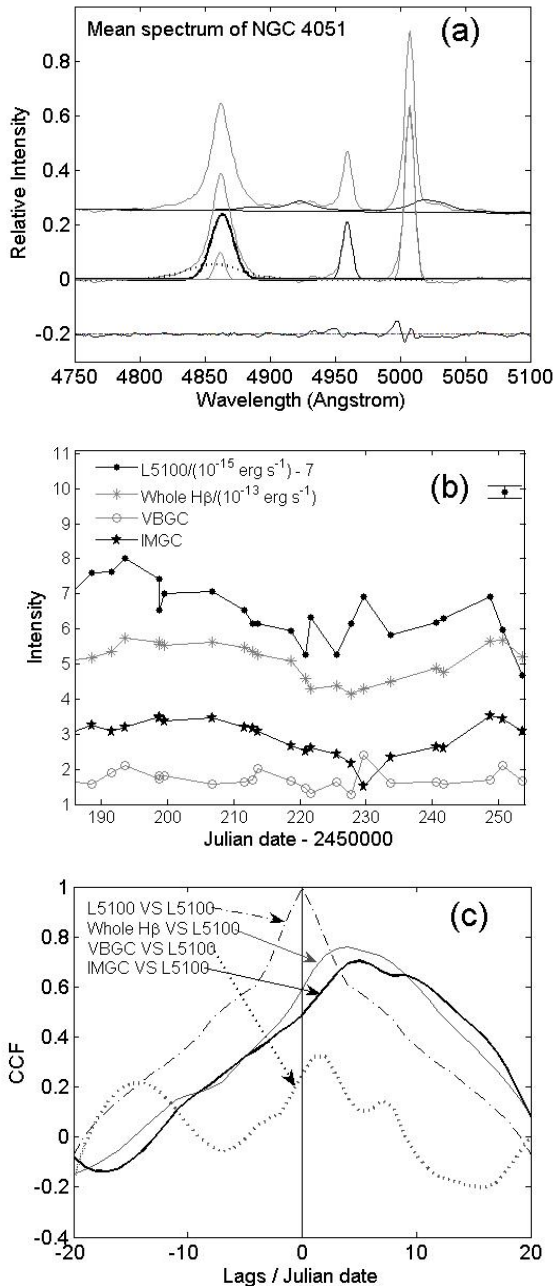 Mean spectrum of NGC 4051
(a)
0.8
0.6
0.4
0.2
0
-0.2
Relative Intensity
4750 4800 4850 4900 4950 5000 5050 5100
Wavelength (Angstrom)
11
10
9
8
7
6
5
4
3
2
1
Intensity
L5100/(10⁻¹⁵ erg s⁻¹) - 7
Whole Hβ/(10⁻¹³ erg s⁻¹)
VBGC
IMGC
(b)
190 200 210 220 230 240 250
Julian date - 2450000
1
0.8
0.6
0.4
0.2
0
-0.2
-0.4
CCF
L5100 VS L5100
Whole Hβ VS L5100
VBGC VS L5100
IMGC VS L5100
(c)
-20 -10 0 10 20
Lags / Julian date